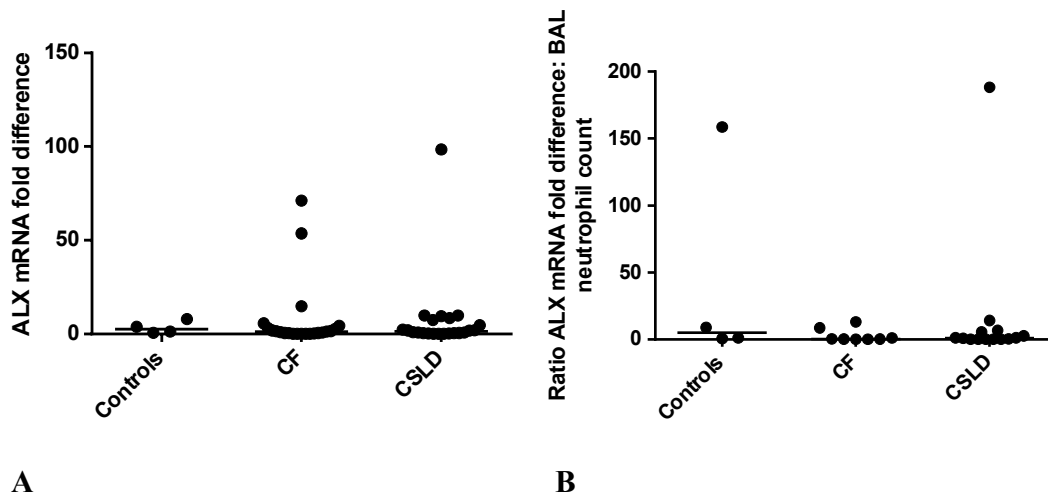 A
150
100
50
0
ALX mRNA fold difference
Controls
CF
CSLD
B
200
150
100
50
0
Ratio ALX mRNA fold difference: BAL
neutrophil count
Controls
CF
CSLD
A
B